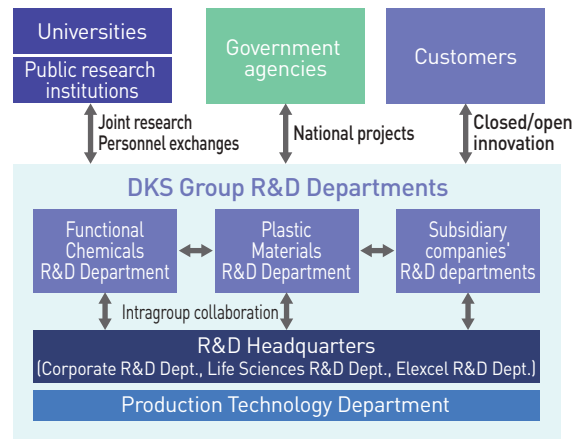 Universities
Public research
institutions
Government
agencies
Customers
Joint research
Personnel exchanges
National projects
Closed/open
innovation
DKS Group R&D Departments
Functional
Chemicals
R&D Department
Plastic
Materials
R&D Department
Subsidiary
companies‘
R&D departments
Intragroup collaboration
R&D Headquarters
(Corporate R&D Dept., Life Sciences R&D Dept., Elexcel R&D Dept.)
Production Technology Department